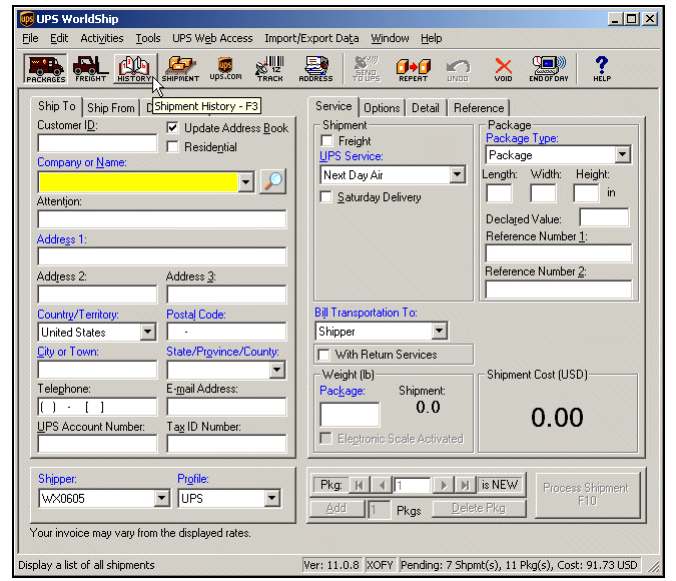 UPS WorldShip
File Edit Activities Tools UPS Web Access Import/Export Data Window Help
PACKAGES FREIGHT HISTORY SHIPMENT ups.com TRACK ADDRESS SEND TO UPS REPEAT UNDO VOID END OF DAY HELP
Ship To Ship From D
Shipment History - F3
Customer ID:
Update Address Book
Residential
Company or Name:
Attention:
Address 1:
Address 2: Address 3:
Country/Territory: Postal Code:
United States -
City or Town: State/Province/County:
Telephone: E-mail Address:
( ) - [ ]
UPS Account Number: Tax ID Number:
Shipper: Profile:
WX0605 UPS
Service Options Detail Reference
Shipment
Freight
UPS Service:
Next Day Air
Saturday Delivery
Package
Package Type:
Package
Length: Width: Height:
in
Declared Value:
Reference Number 1:
Reference Number 2:
Bill Transportation To:
Shipper
With Return Services
Weight (lb)
Package: Shipment:
0.0
Electronic Scale Activated
Shipment Cost (USD)
0.00
Pkg: 1 is NEW
Add 1 Pkgs Delete Pkg
Process Shipment
F10
Your invoice may vary from the displayed rates.
Display a list of all shipments Ver: 11.0.8 XOFY Pending: 7 Shpmt(s), 11 Pkg(s), Cost: 91.73 USD